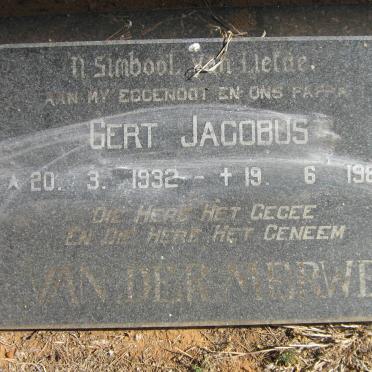 'N Simbool Van Liefde.
AAN MY EGGENOOT EN ONS PAPPA
GERT JACOBUS
20. 3. 1932 - † 19. 6 198
DIE HERE HET GEGEE
EN DIE HERE HET GENEEM
VAN DER MERWE